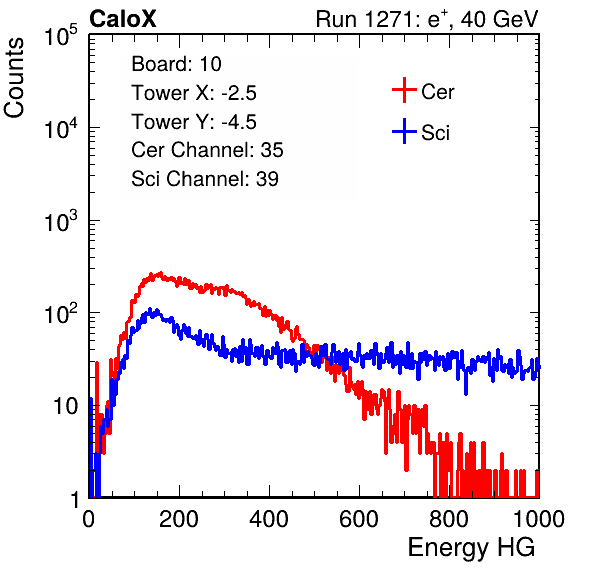 CaloX Run 1271: e⁺, 40 GeV
Board: 10
Tower X: -2.5
Tower Y: -4.5
Cer Channel: 35
Sci Channel: 39
Cer
Sci
Counts
10⁵
10⁴
10³
10²
10
1
0 200 400 600 800 1000
Energy HG